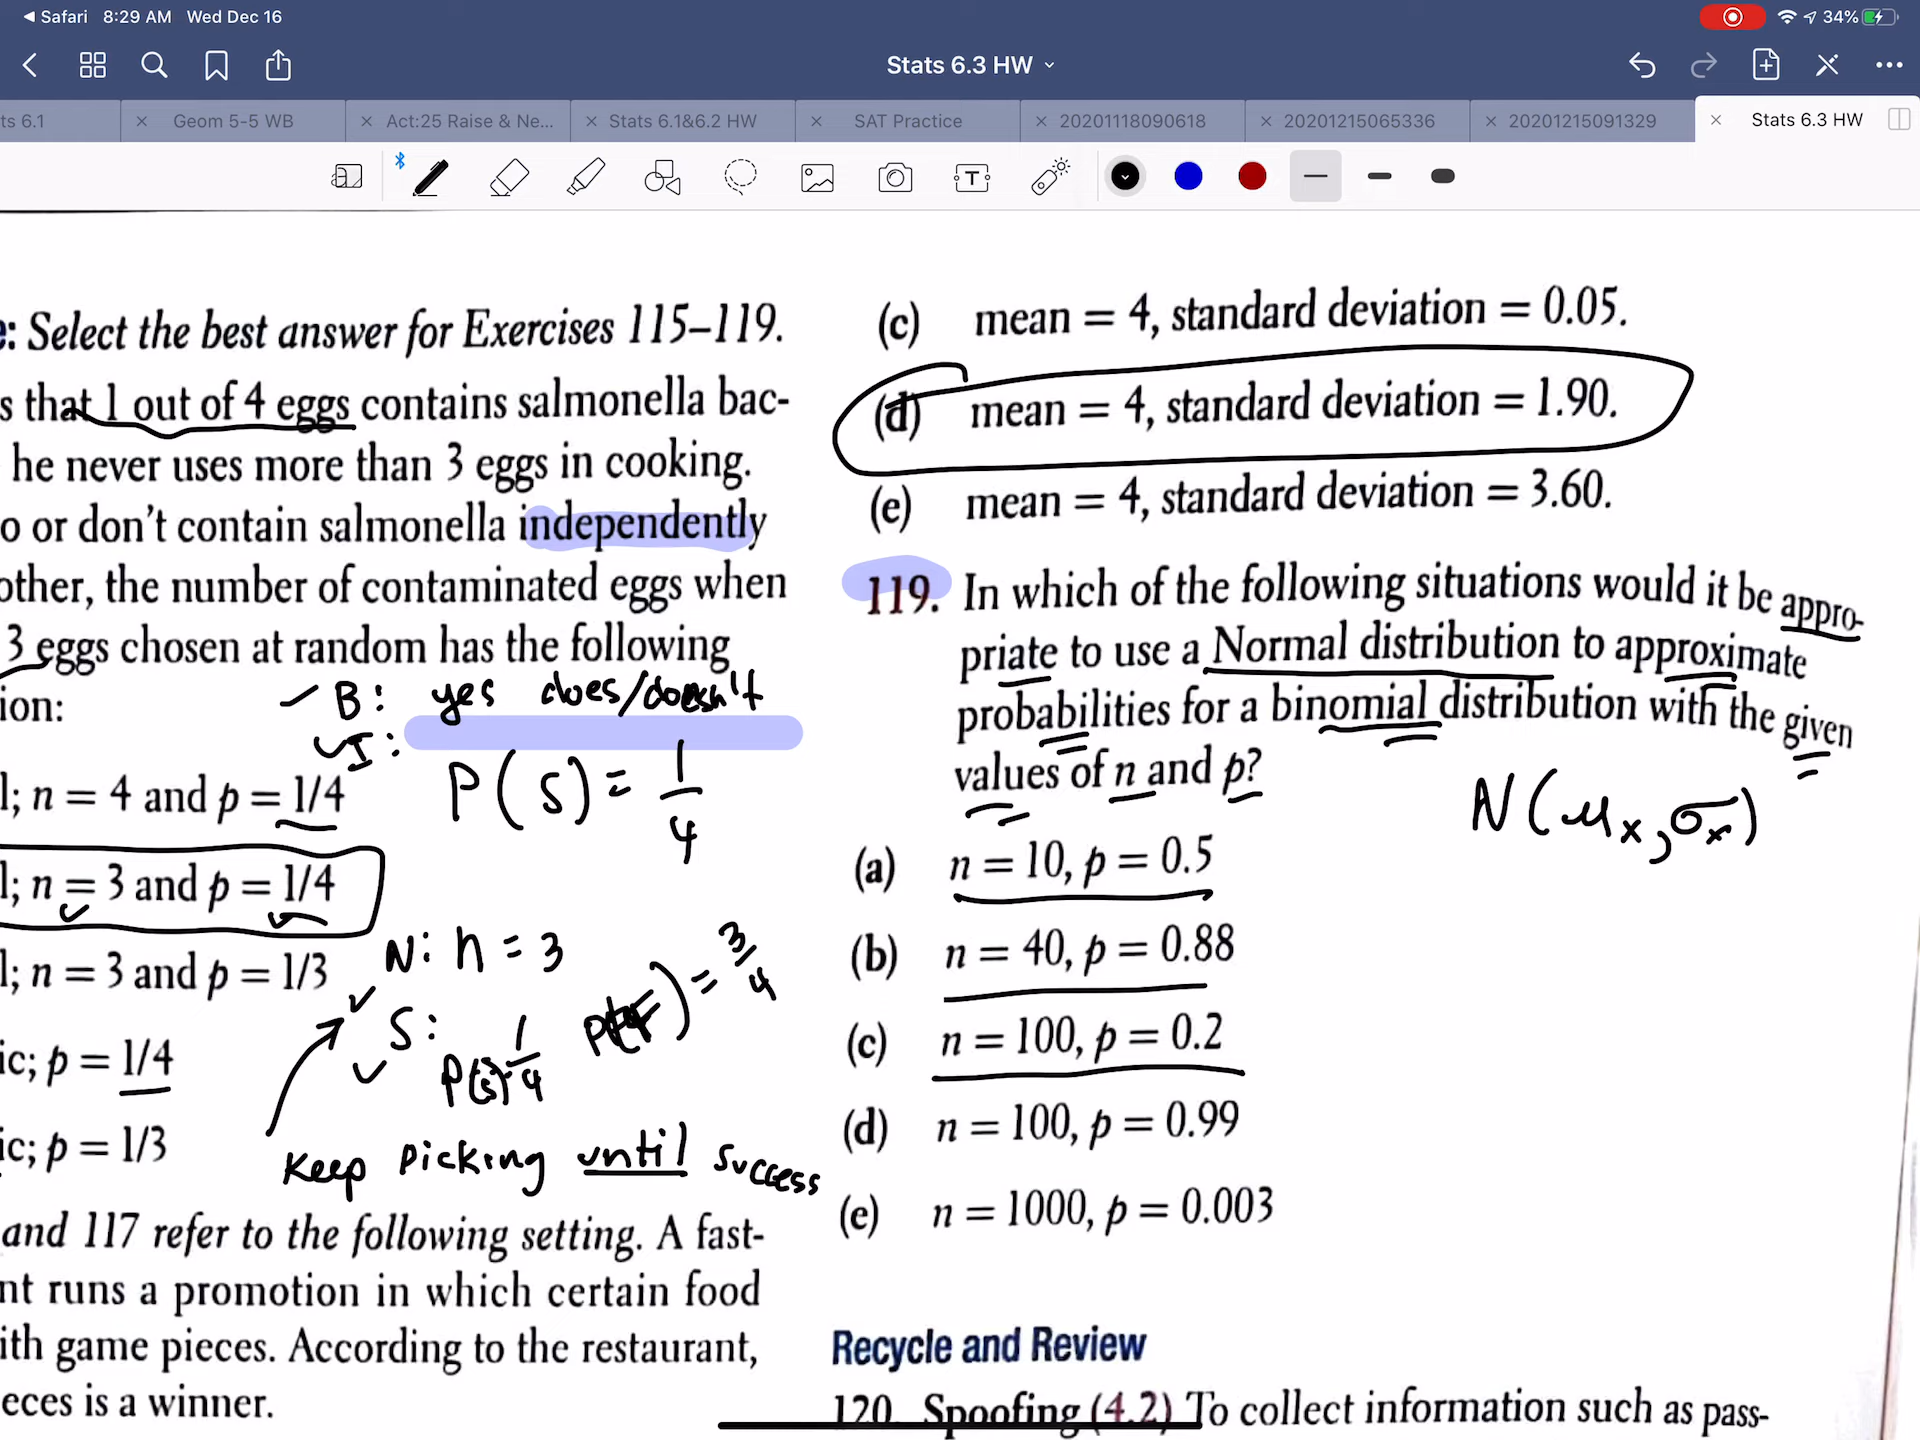 Safari 8:29 AM Wed Dec 16
34%
Stats 6.3 HW
ts 6.1
Geom 5-5 WB
Act:25 Raise & Ne...
Stats 6.1&6.2 HW
SAT Practice
20201118090618
20201215065336
20201215091329
Stats 6.3 HW
a
T
: Select the best answer for Exercises 115–119.
s that 1 out of 4 eggs contains salmonella bac-
he never uses more than 3 eggs in cooking.
o or don't contain salmonella independently
other, the number of contaminated eggs when
3 eggs chosen at random has the following
ion:
B: yes does/doesn't
I:
P(S) = 1/4
l; n = 4 and p = 1/4
l; n = 3 and p = 1/4
l; n = 3 and p = 1/3
N: n = 3
S: P(S) 1/4 P(F) = 3/4
ic; p = 1/4
ic; p = 1/3
Keep picking until success
and 117 refer to the following setting. A fast-
nt runs a promotion in which certain food
ith game pieces. According to the restaurant,
eces is a winner.
(c) mean = 4, standard deviation = 0.05.
(d) mean = 4, standard deviation = 1.90.
(e) mean = 4, standard deviation = 3.60.
119. In which of the following situations would it be appro-
priate to use a Normal distribution to approximate
probabilities for a binomial distribution with the given
values of n and p?
N(μx, σx)
(a) n = 10, p = 0.5
(b) n = 40, p = 0.88
(c) n = 100, p = 0.2
(d) n = 100, p = 0.99
(e) n = 1000, p = 0.003
Recycle and Review
120. Spoofing (4.2) To collect information such as pass-